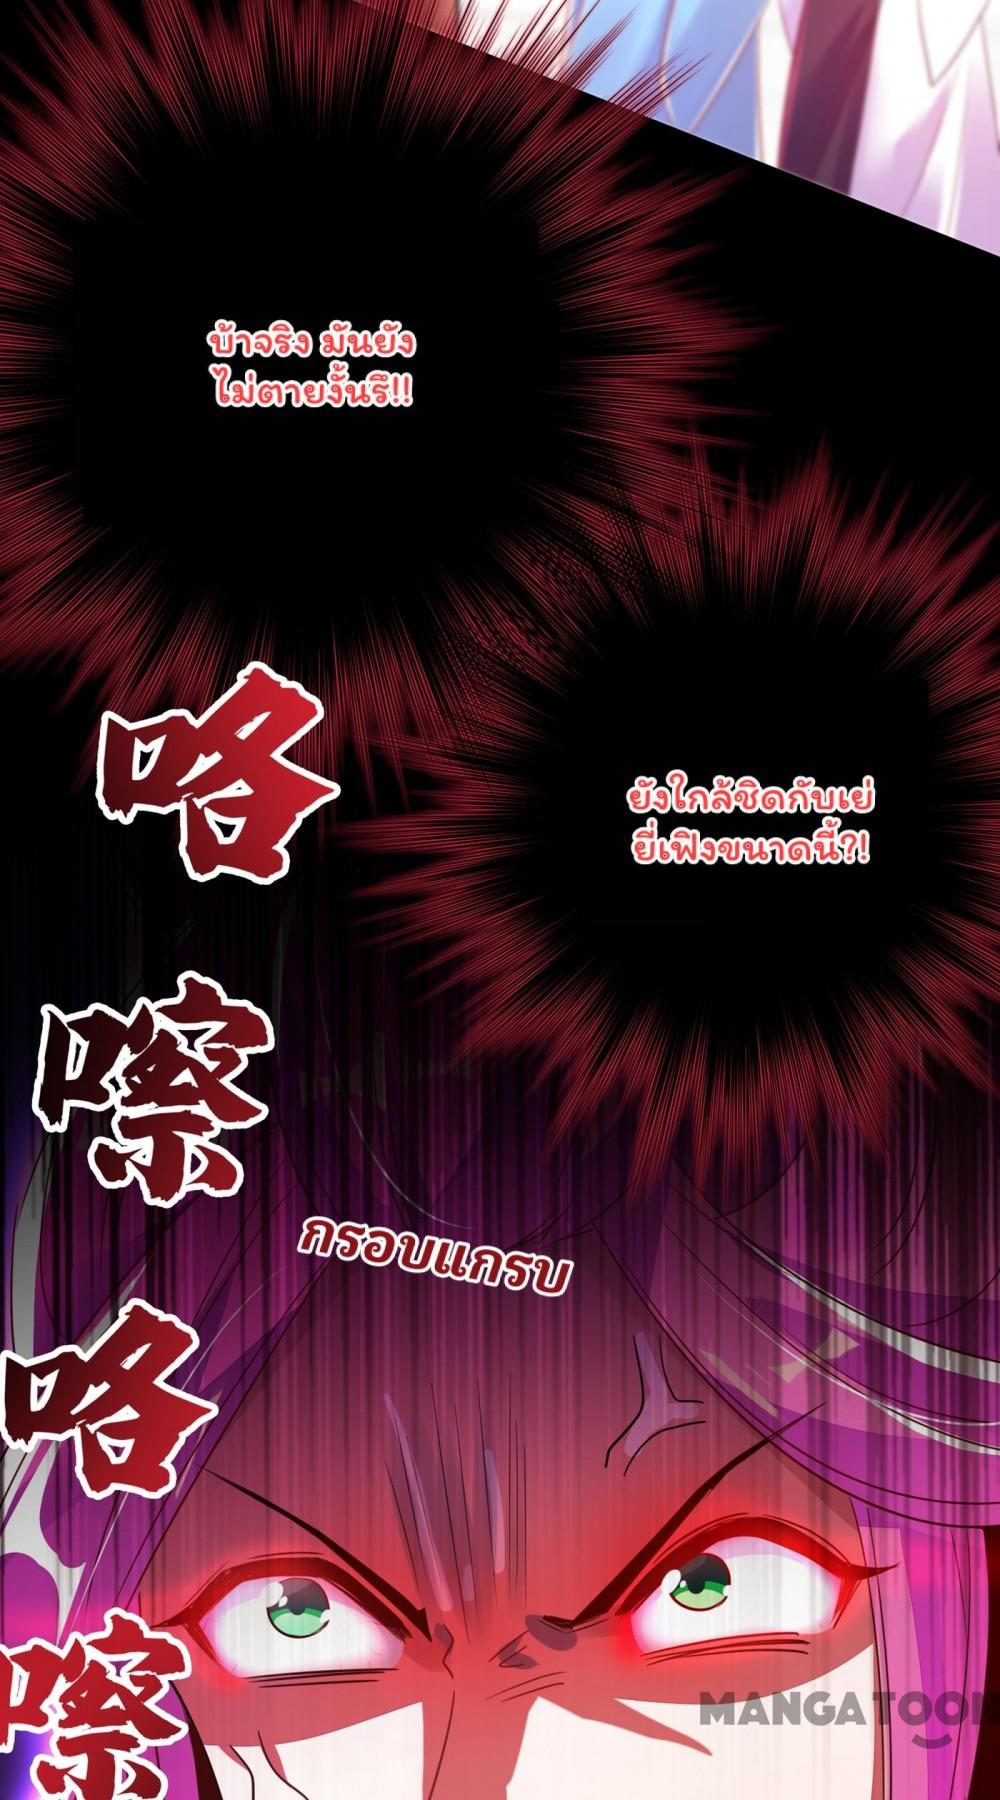 บ้าจริง มันยัง
ไม่ตายงั้นรึ!!
咯
ยังใกล้ชิดกับเย่
ยี่เฟิงขนาดนี้?!
嚓
กรอบแกรบ
咯
嚓
MANGATOON